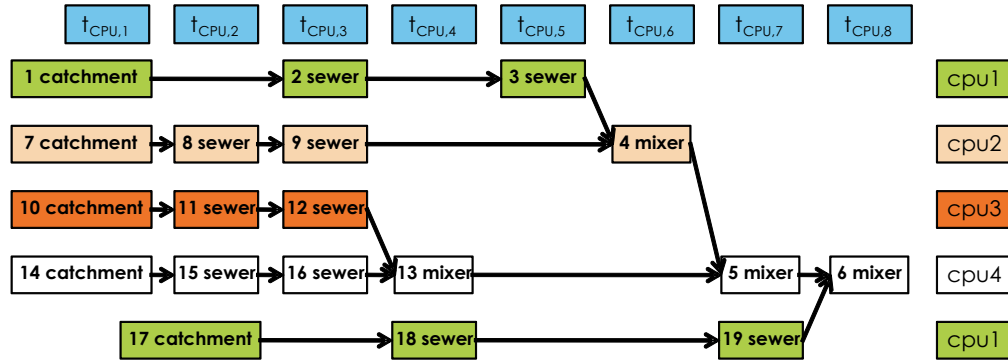 tCPU,1 tCPU,2 tCPU,3 tCPU,4 tCPU,5 tCPU,6 tCPU,7 tCPU,8
1 catchment 2 sewer 3 sewer cpu1
7 catchment 8 sewer 9 sewer 4 mixer cpu2
10 catchment 11 sewer 12 sewer cpu3
14 catchment 15 sewer 16 sewer 13 mixer 5 mixer 6 mixer cpu4
17 catchment 18 sewer 19 sewer cpu1